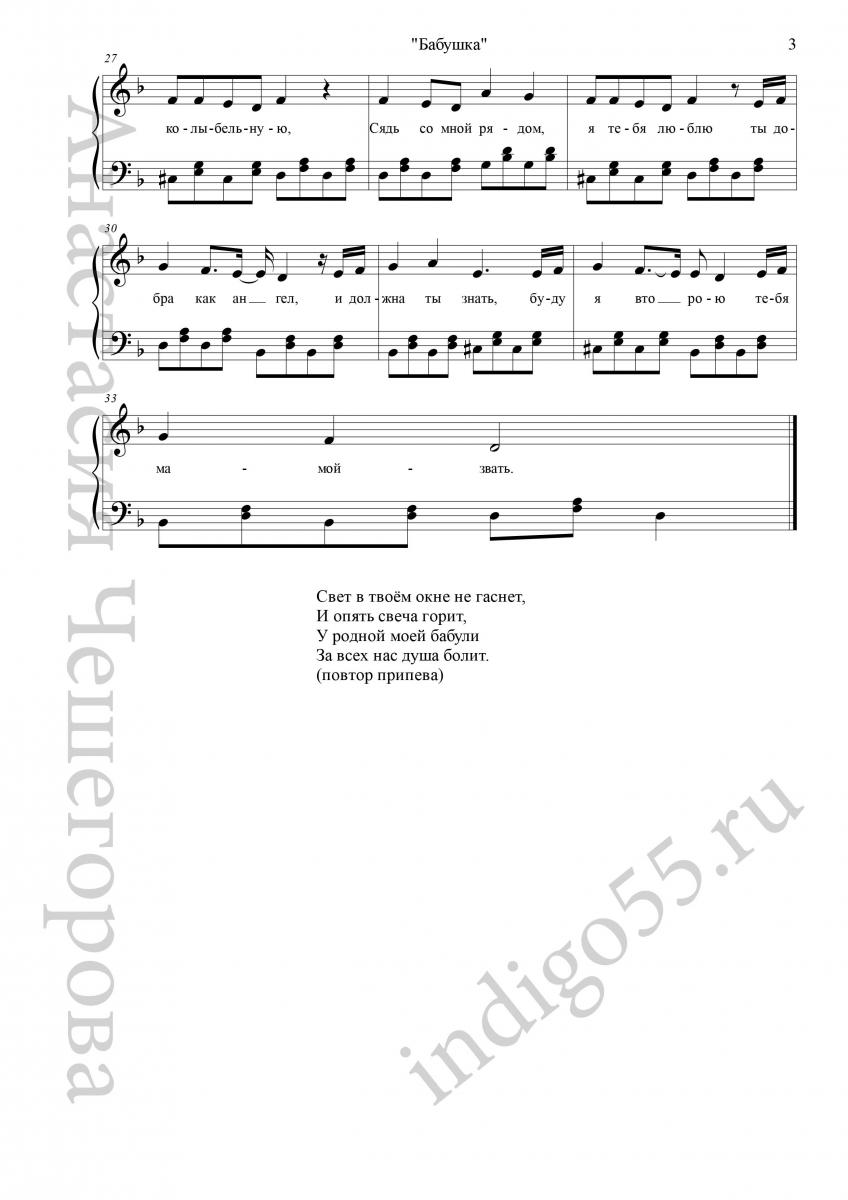 "Бабушка"
3
27
ко - лы - бель - ну - ю, Сядь со мной ря - дом, я те - бя люб - лю ты до -
30
бра как ан гел, и дол - жна ты знать, бу - ду я вто рою те - бя
33
ма - мой - звать.
Свет в твоём окне не гаснет,
И опять свеча горит,
У родной моей бабули
За всех нас душа болит.
(повтор припева)
Анастасия Чешегорова
indigo55.ru